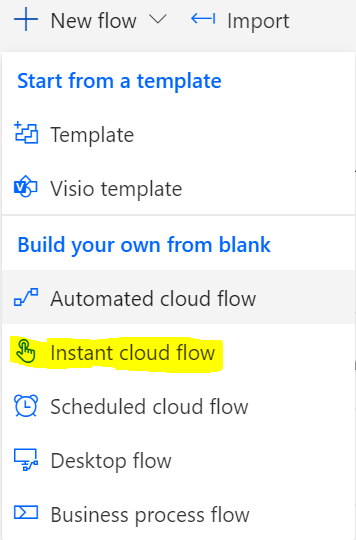 New flow
Import
Start from a template
Template
Visio template
Build your own from blank
Automated cloud flow
Instant cloud flow
Scheduled cloud flow
Desktop flow
Business process flow